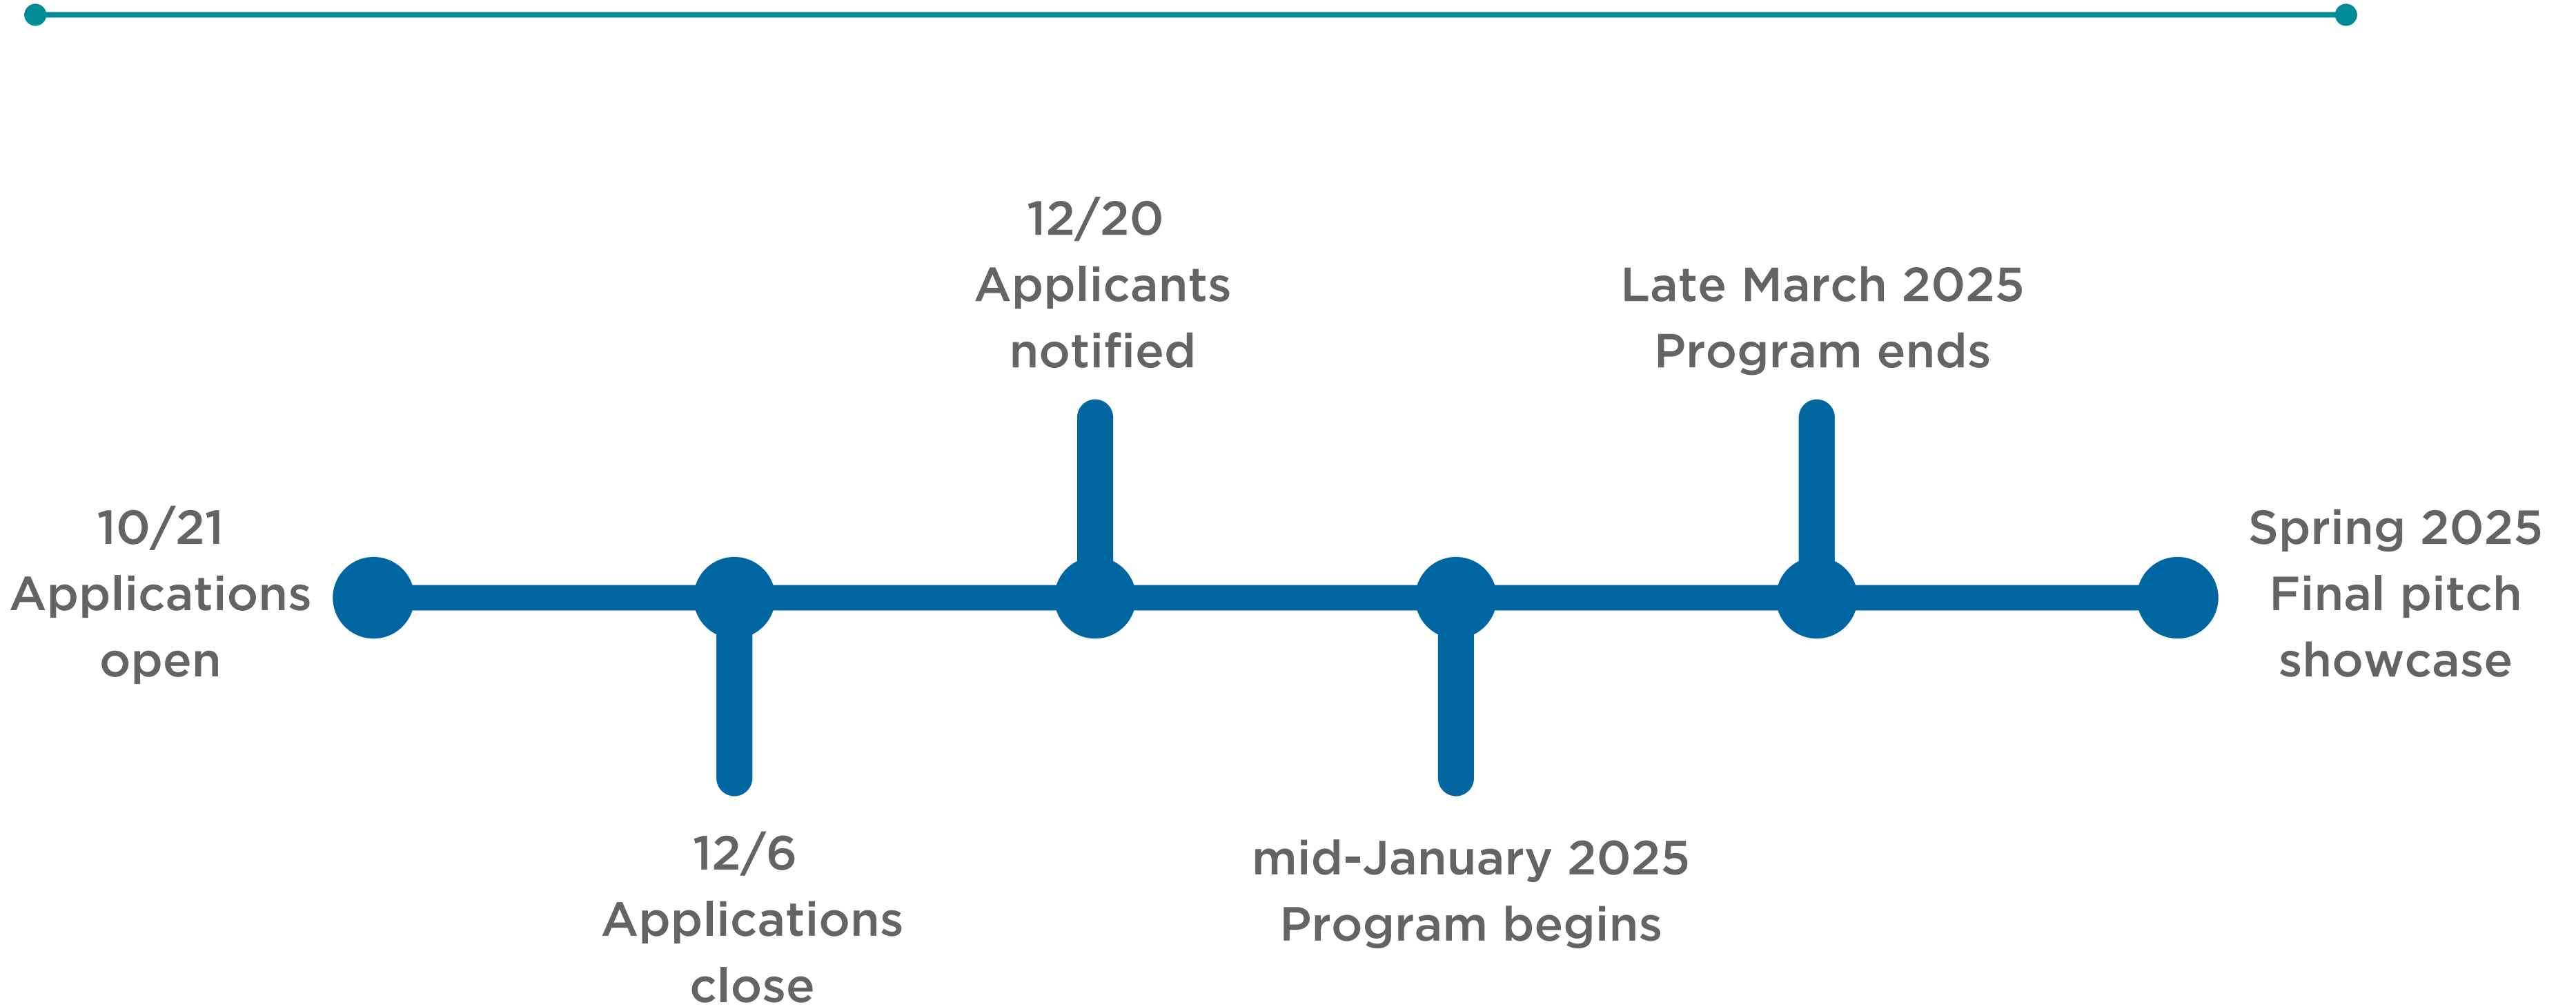 10/21
Applications
open
12/6
Applications
close
12/20
Applicants
notified
mid-January 2025
Program begins
Late March 2025
Program ends
Spring 2025
Final pitch
showcase